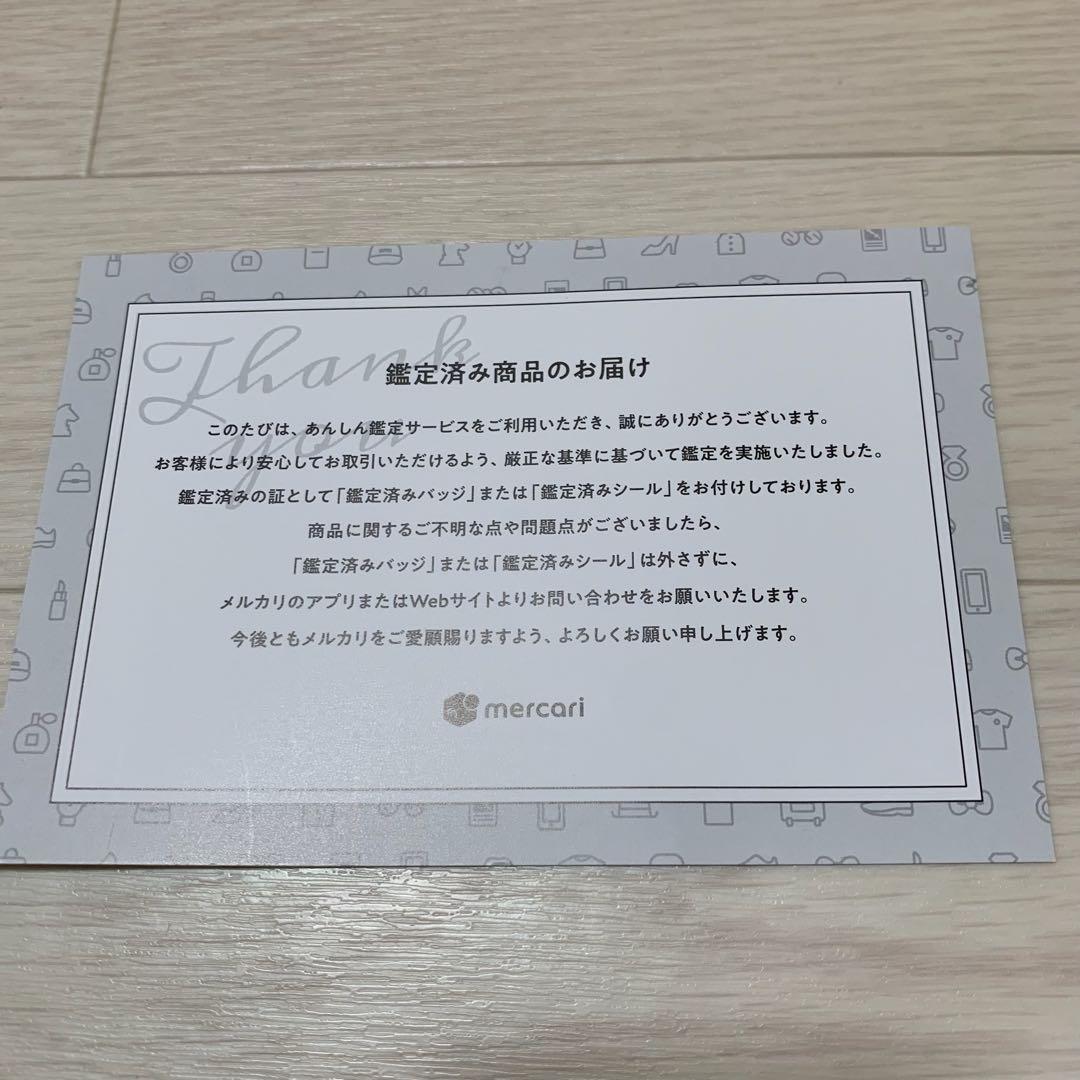 Thank you
鑑定済み商品のお届け
このたびは、あんしん鑑定サービスをご利用いただき、誠にありがとうございます。
お客様により安心してお取引いただけるよう、厳正な基準に基づいて鑑定を実施いたしました。
鑑定済みの証として「鑑定済みバッジ」または「鑑定済みシール」をお付けしております。
商品に関するご不明な点や問題点がございましたら、
「鑑定済みバッジ」または「鑑定済みシール」は外さずに、
メルカリのアプリまたはWebサイトよりお問い合わせをお願いいたします。
今後ともメルカリをご愛顧賜りますよう、よろしくお願い申し上げます。
mercari